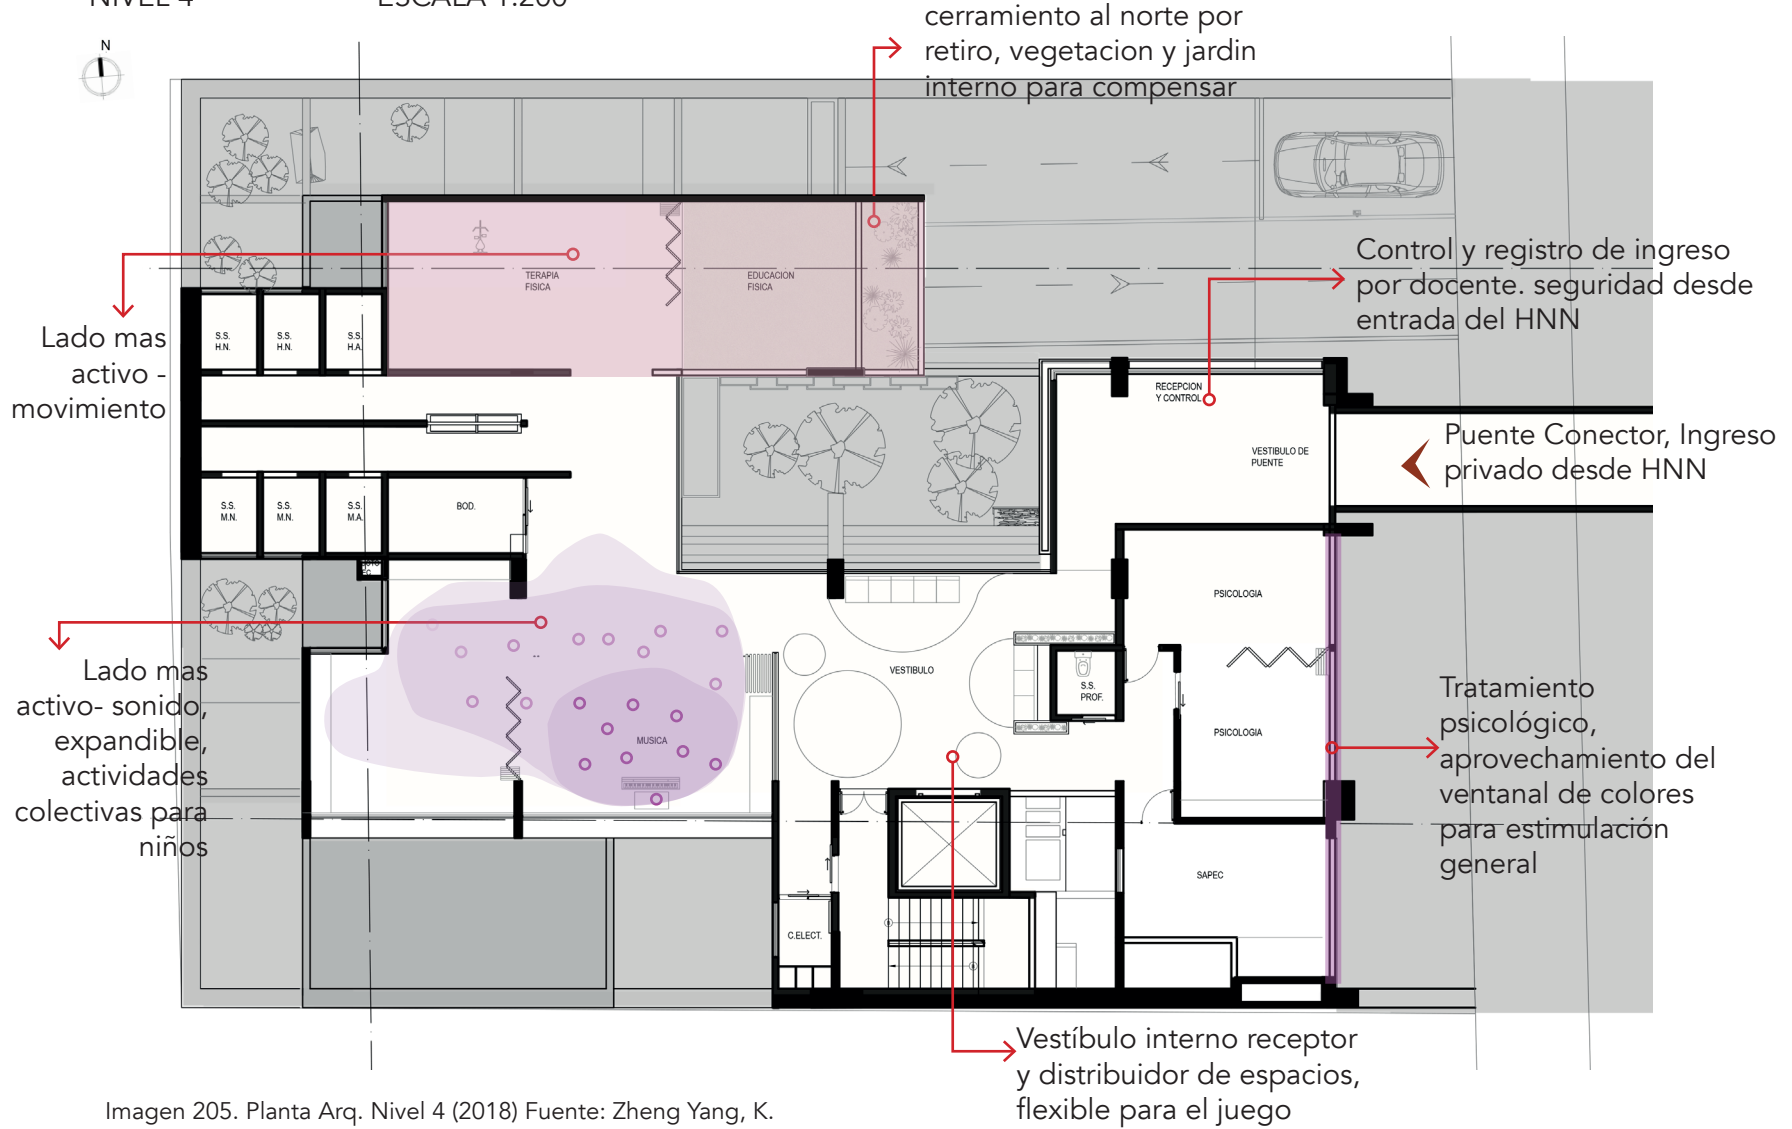 NIVEL 4
ESCALA 1:200
cerramiento al norte por
retiro, vegetacion y jardin
interno para compensar
N
Control y registro de ingreso
por docente. seguridad desde
entrada del HNN
TERAPIA
FISICA
EDUCACION
FISICA
Lado mas
activo -
movimiento
S.S.
H.N.
S.S.
H.N.
S.S.
H.A.
RECEPCION
Y CONTROL
VESTIBULO DE
PUENTE
Puente Conector, Ingreso
privado desde HNN
S.S.
M.N.
S.S.
M.N.
S.S.
M.A.
BOD.
PSICOLOGIA
VESTIBULO
S.S.
PROF.
PSICOLOGIA
MUSICA
Lado mas
activo- sonido,
expandible,
actividades
colectivas para
niños
Tratamiento
psicológico,
aprovechamiento del
ventanal de colores
para estimulación
general
SAPEC
C.ELECT.
Vestíbulo interno receptor
y distribuidor de espacios,
flexible para el juego
Imagen 205. Planta Arq. Nivel 4 (2018) Fuente: Zheng Yang, K.